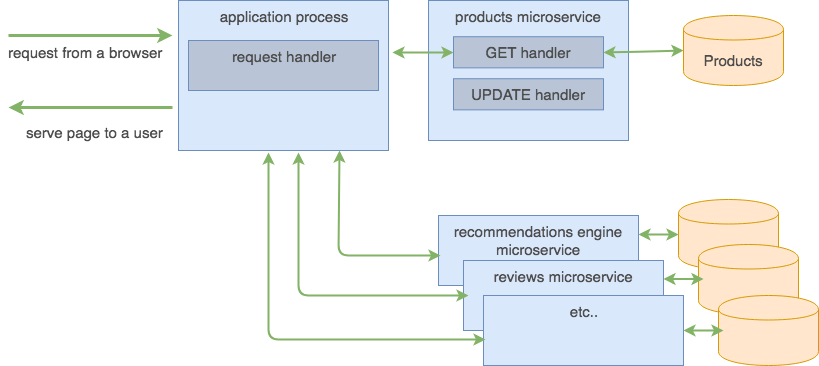 request from a browser
serve page to a user
application process
request handler
products microservice
GET handler
UPDATE handler
Products
recommendations engine
microservice
reviews microservice
etc..